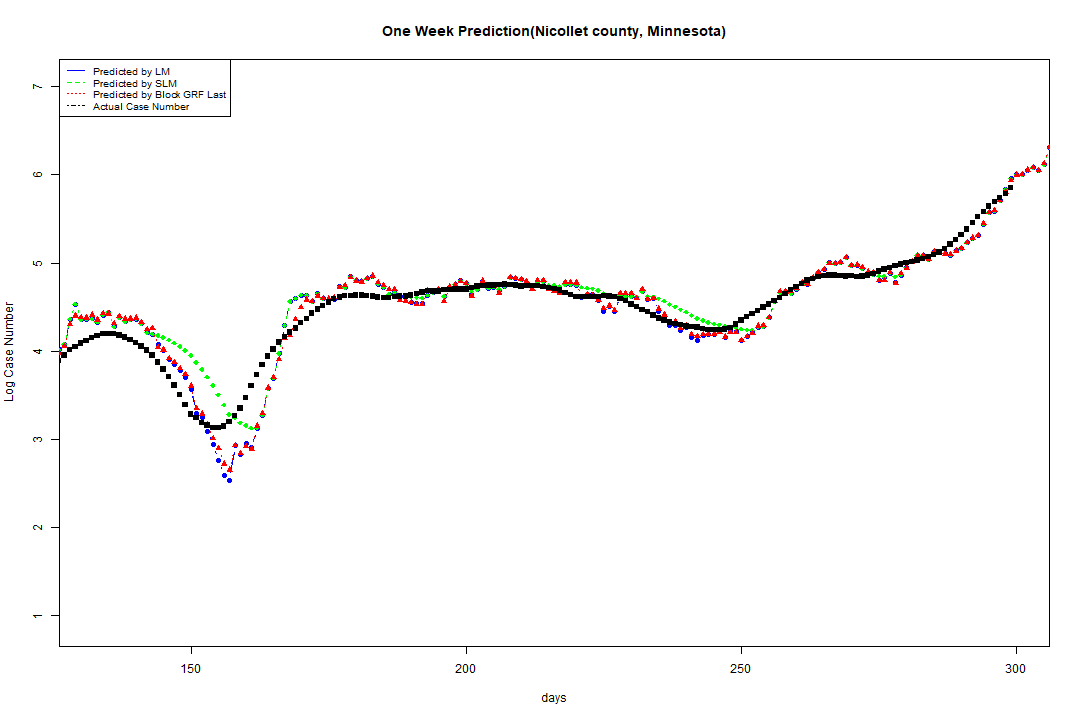 One Week Prediction(Nicollet county, Minnesota)
Predicted by LM
Predicted by SLM
Predicted by Block GRF Last
Actual Case Number
7
6
5
4
3
2
1
Log Case Number
150 200 250 300
days